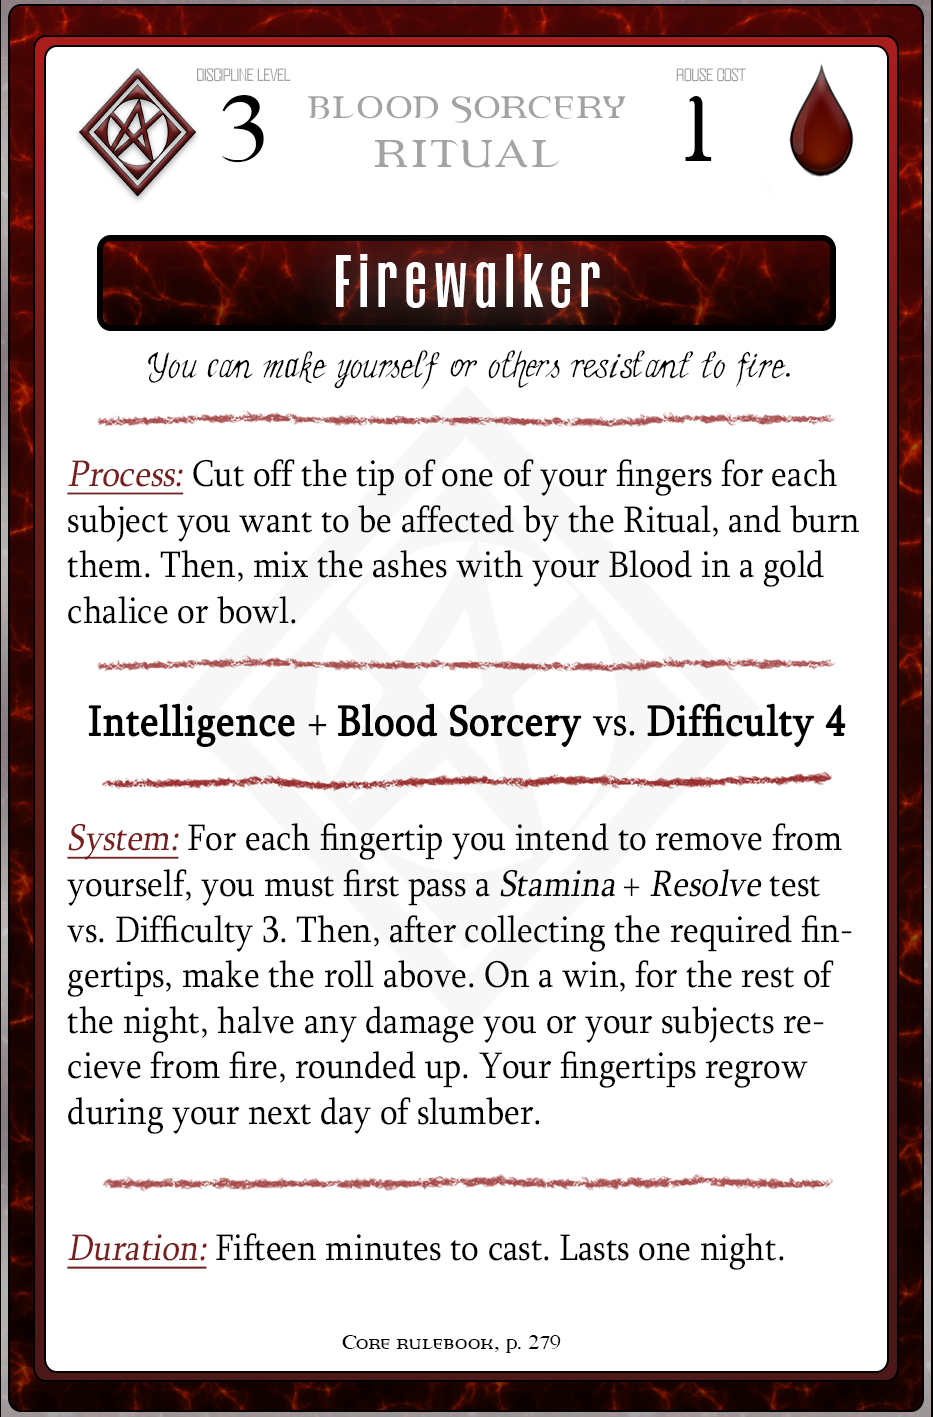 DISCIPLINE LEVEL
3
BLOOD SORCERY
RITUAL
ROUSE COST
1
Firewalker
You can make yourself or others resistant to fire.
Process: Cut off the tip of one of your fingers for each
subject you want to be affected by the Ritual, and burn
them. Then, mix the ashes with your Blood in a gold
chalice or bowl.
Intelligence + Blood Sorcery vs. Difficulty 4
System: For each fingertip you intend to remove from
yourself, you must first pass a Stamina + Resolve test
vs. Difficulty 3. Then, after collecting the required fin-
gertips, make the roll above. On a win, for the rest of
the night, halve any damage you or your subjects re-
cieve from fire, rounded up. Your fingertips regrow
during your next day of slumber.
Duration: Fifteen minutes to cast. Lasts one night.
Core rulebook, p. 279